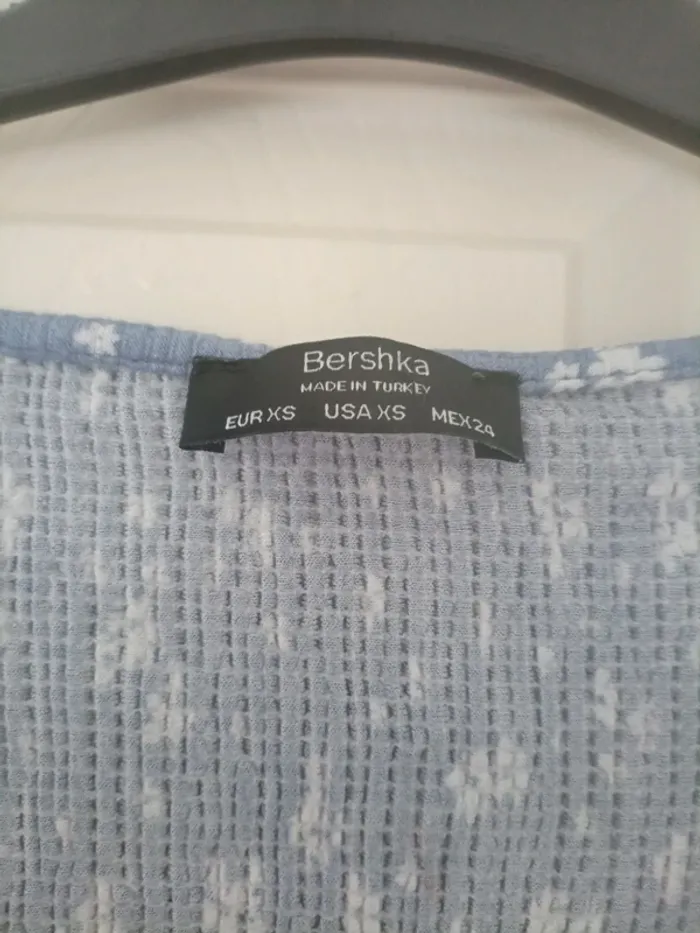 Bershka
MADE IN TURKEY
EUR XS USA XS MEX 24